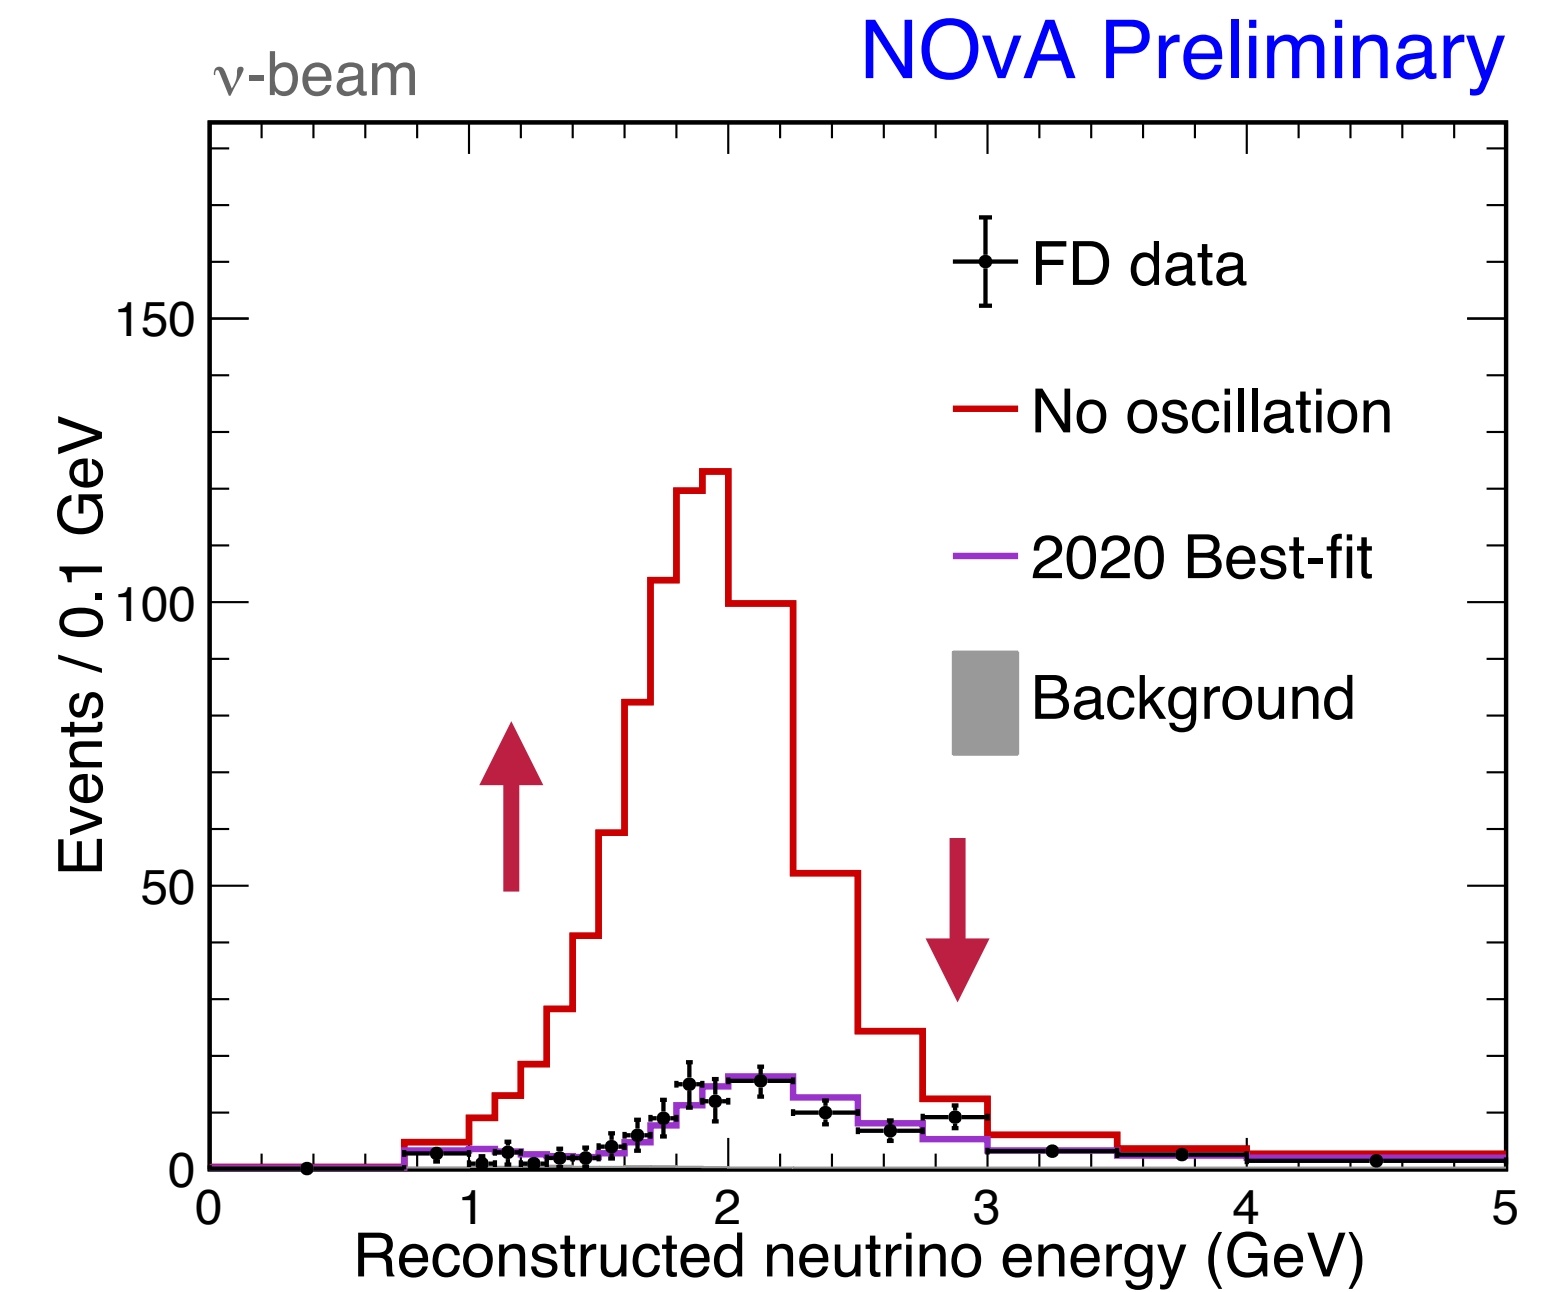 ν-beam
NOνA Preliminary
FD data
No oscillation
2020 Best-fit
Background
Events / 0.1 GeV
150
100
50
0
0 1 2 3 4 5
Reconstructed neutrino energy (GeV)